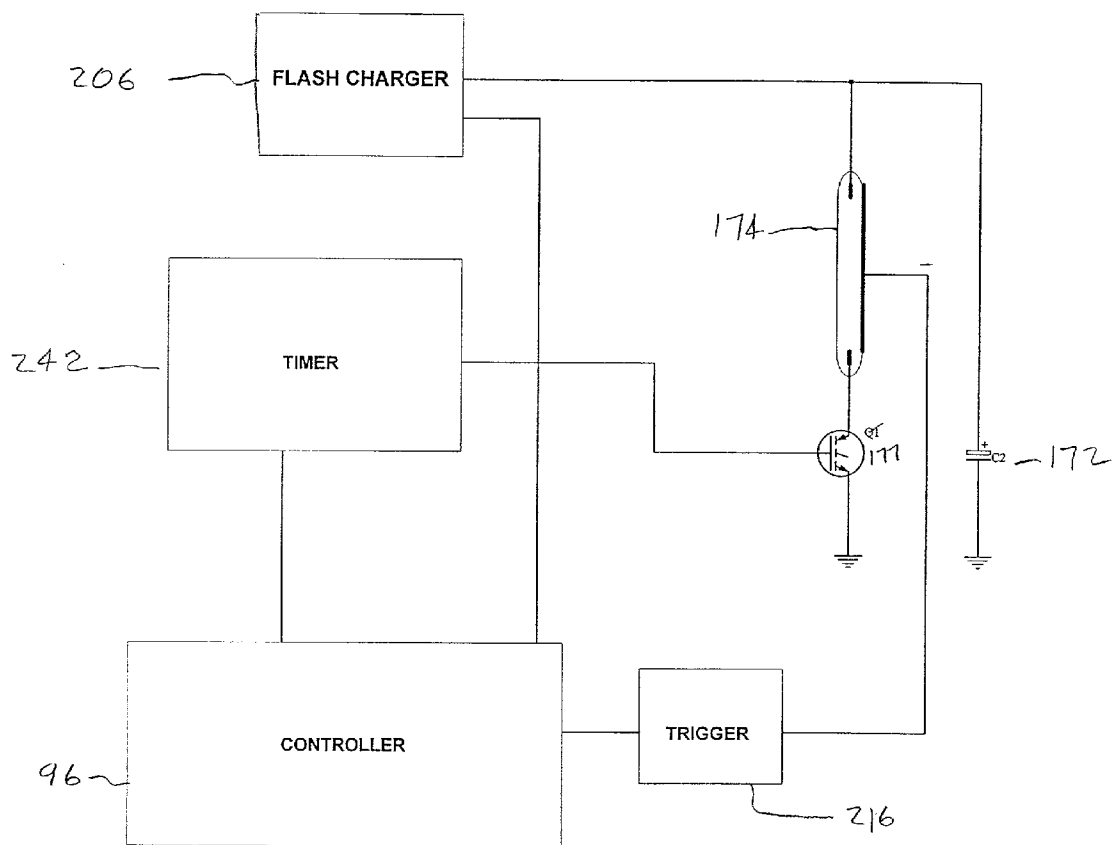 FLASH CHARGER
206
174
TIMER
242
Q1
177
+
C2
172
CONTROLLER
TRIGGER
96
216